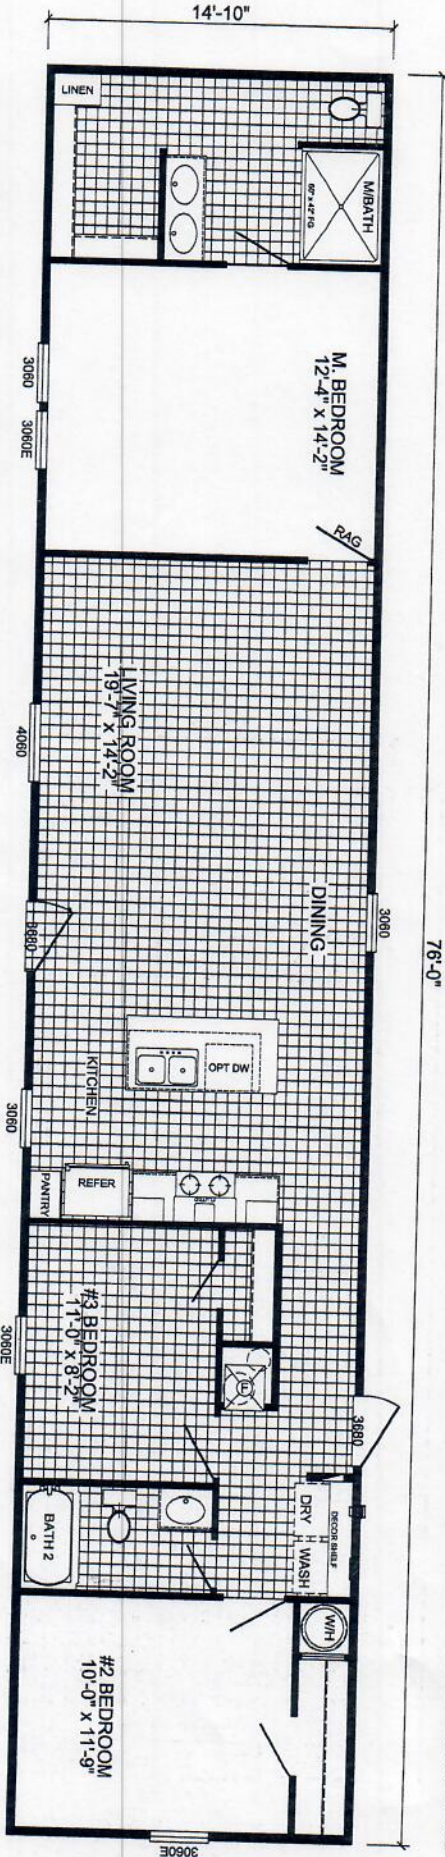 14'-10"
76'-0"
LINEN
M/BATH
60" x 42" FG
M. BEDROOM
12'-4" x 14'-2"
3060
3060E
RAG
LIVING ROOM
19'-7" x 14'-2"
4060
DINING
3060
3680
KITCHEN
OPT DW
3060
REFER
PANTRY
#3 BEDROOM
11'-0" x 8'-2"
3060E
3680
DECOR SHELF
DRY
WASH
BATH 2
W/H
#2 BEDROOM
10'-0" x 11'-9"
3060E